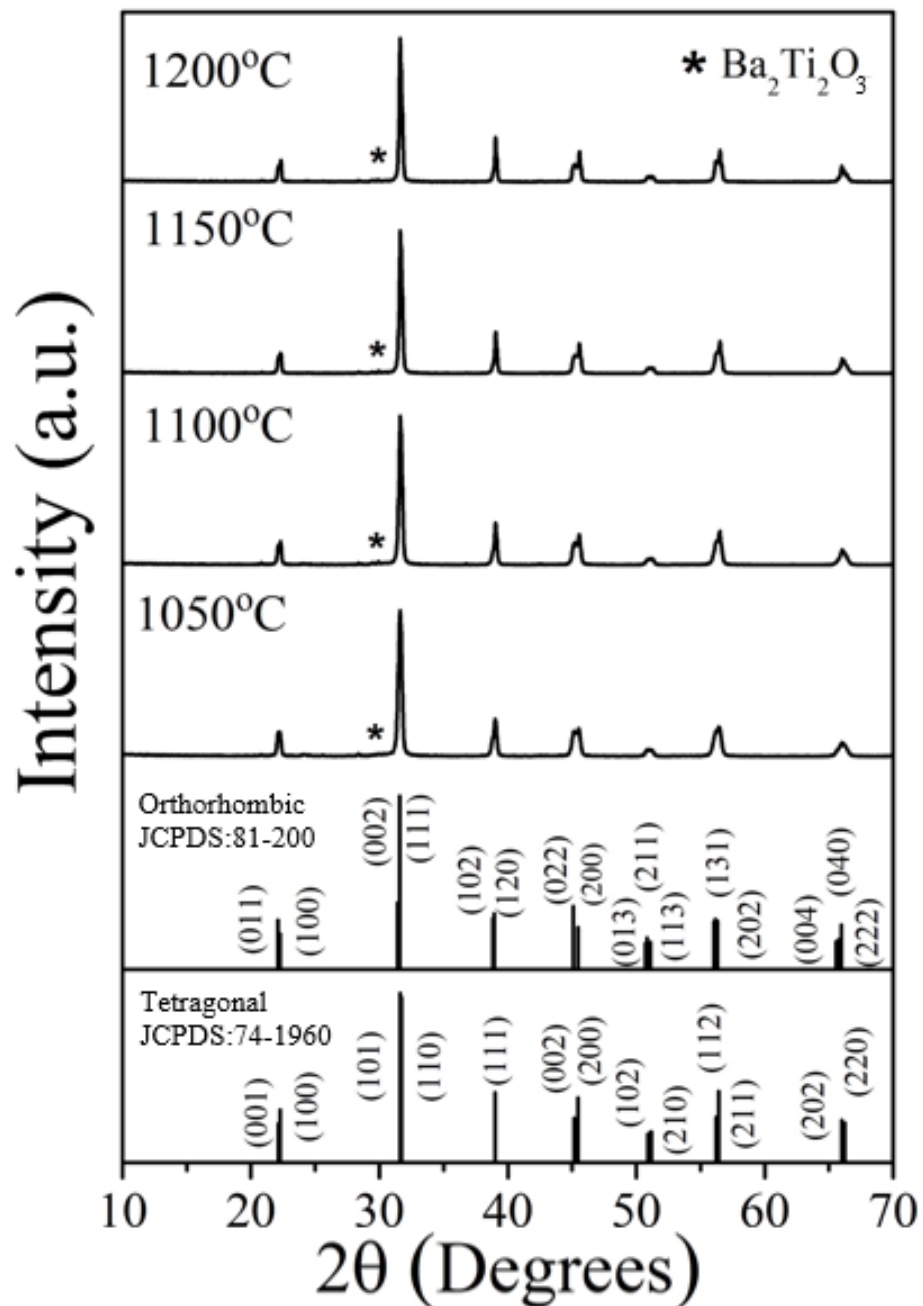 1200°C
* Ba₂Ti₂O₃
*
1150°C
*
1100°C
*
1050°C
*
Orthorhombic
JCPDS:81-200
(011)
(100)
(002)
(111)
(102)
(120)
(022)
(200)
(013)
(211)
(113)
(131)
(202)
(004)
(040)
(222)
Tetragonal
JCPDS:74-1960
(001)
(100)
(101)
(110)
(111)
(002)
(200)
(102)
(210)
(112)
(211)
(202)
(220)
10 20 30 40 50 60 70
2θ (Degrees)
Intensity (a.u.)